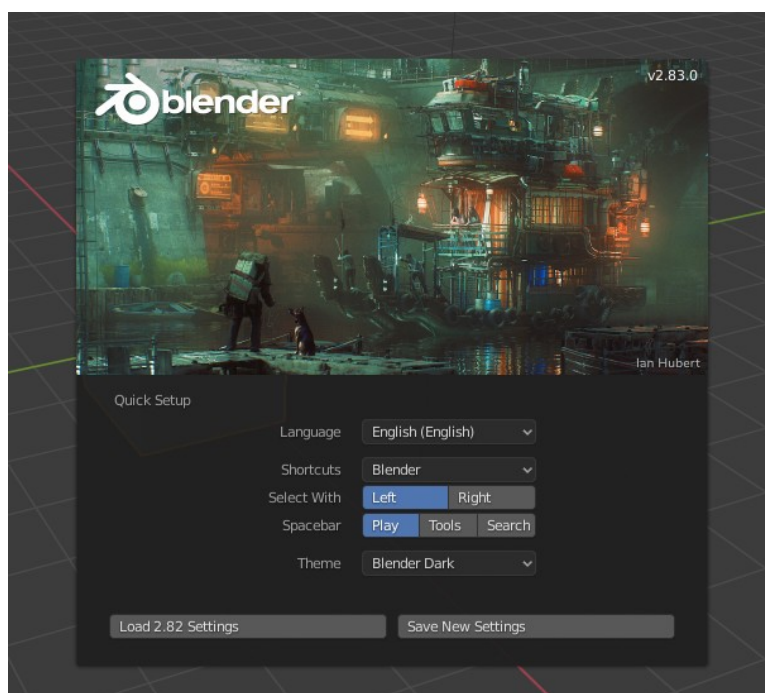 blender
v2.83.0
Ian Hubert
Quick Setup
Language English (English)
Shortcuts Blender
Select With Left Right
Spacebar Play Tools Search
Theme Blender Dark
Load 2.82 Settings Save New Settings